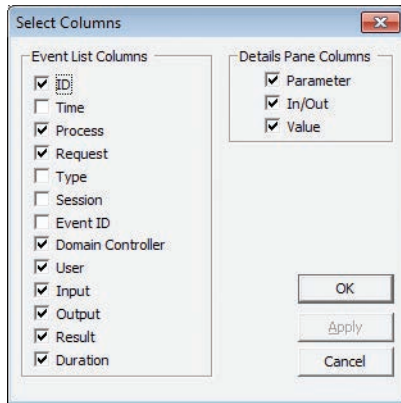 Select Columns
Event List Columns
ID
Time
Process
Request
Type
Session
Event ID
Domain Controller
User
Input
Output
Result
Duration
Details Pane Columns
Parameter
In/Out
Value
OK
Apply
Cancel